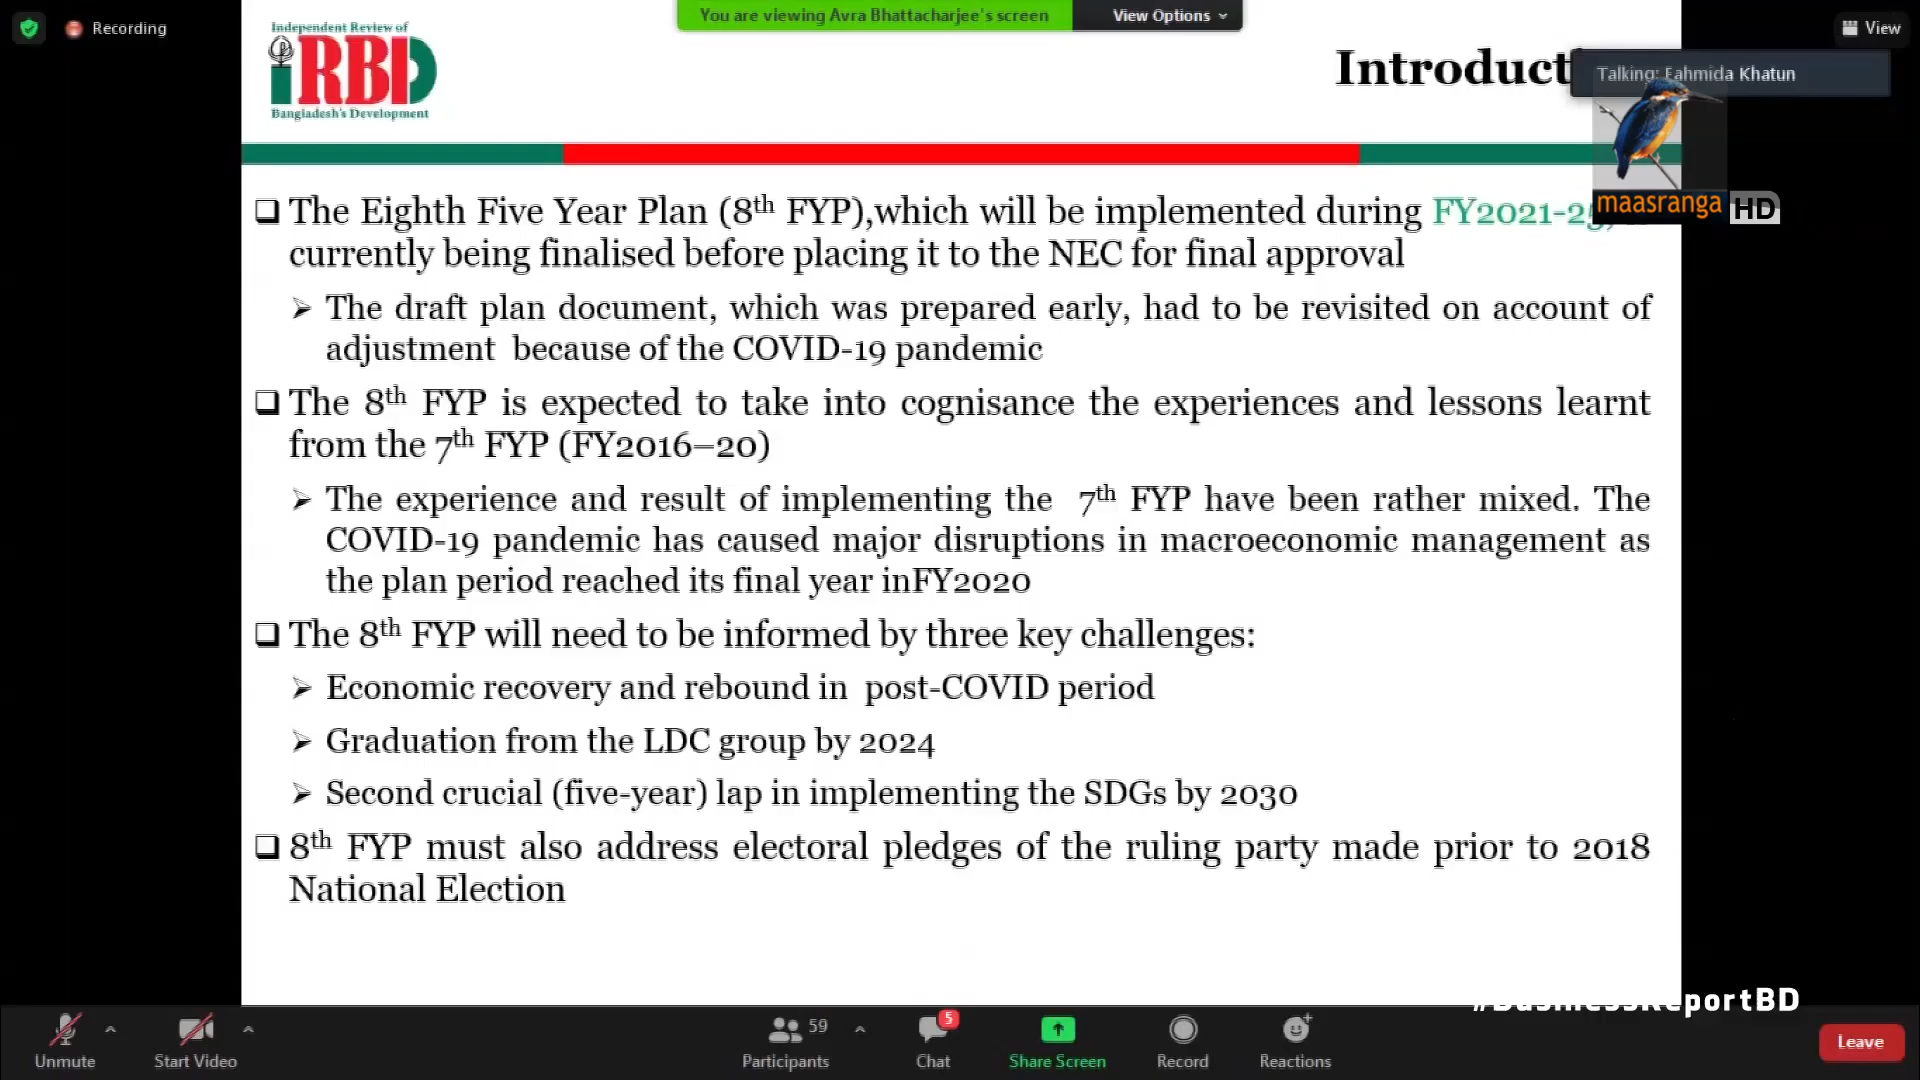 Recording
You are viewing Avra Bhattacharjee's screen
View Options
View
Independent Review of
iRBD
Bangladesh's Development
Introduct
Talking: Fahmida Khatun
maasranga HD
❑ The Eighth Five Year Plan (8th FYP),which will be implemented during FY2021-25,
currently being finalised before placing it to the NEC for final approval
➢ The draft plan document, which was prepared early, had to be revisited on account of
adjustment because of the COVID-19 pandemic
❑ The 8th FYP is expected to take into cognisance the experiences and lessons learnt
from the 7th FYP (FY2016–20)
➢ The experience and result of implementing the 7th FYP have been rather mixed. The
COVID-19 pandemic has caused major disruptions in macroeconomic management as
the plan period reached its final year inFY2020
❑ The 8th FYP will need to be informed by three key challenges:
➢ Economic recovery and rebound in post-COVID period
➢ Graduation from the LDC group by 2024
➢ Second crucial (five-year) lap in implementing the SDGs by 2030
❑ 8th FYP must also address electoral pledges of the ruling party made prior to 2018
National Election
#BusinessReportBD
Unmute
Start Video
59
Participants
5
Chat
Share Screen
Record
Reactions
Leave